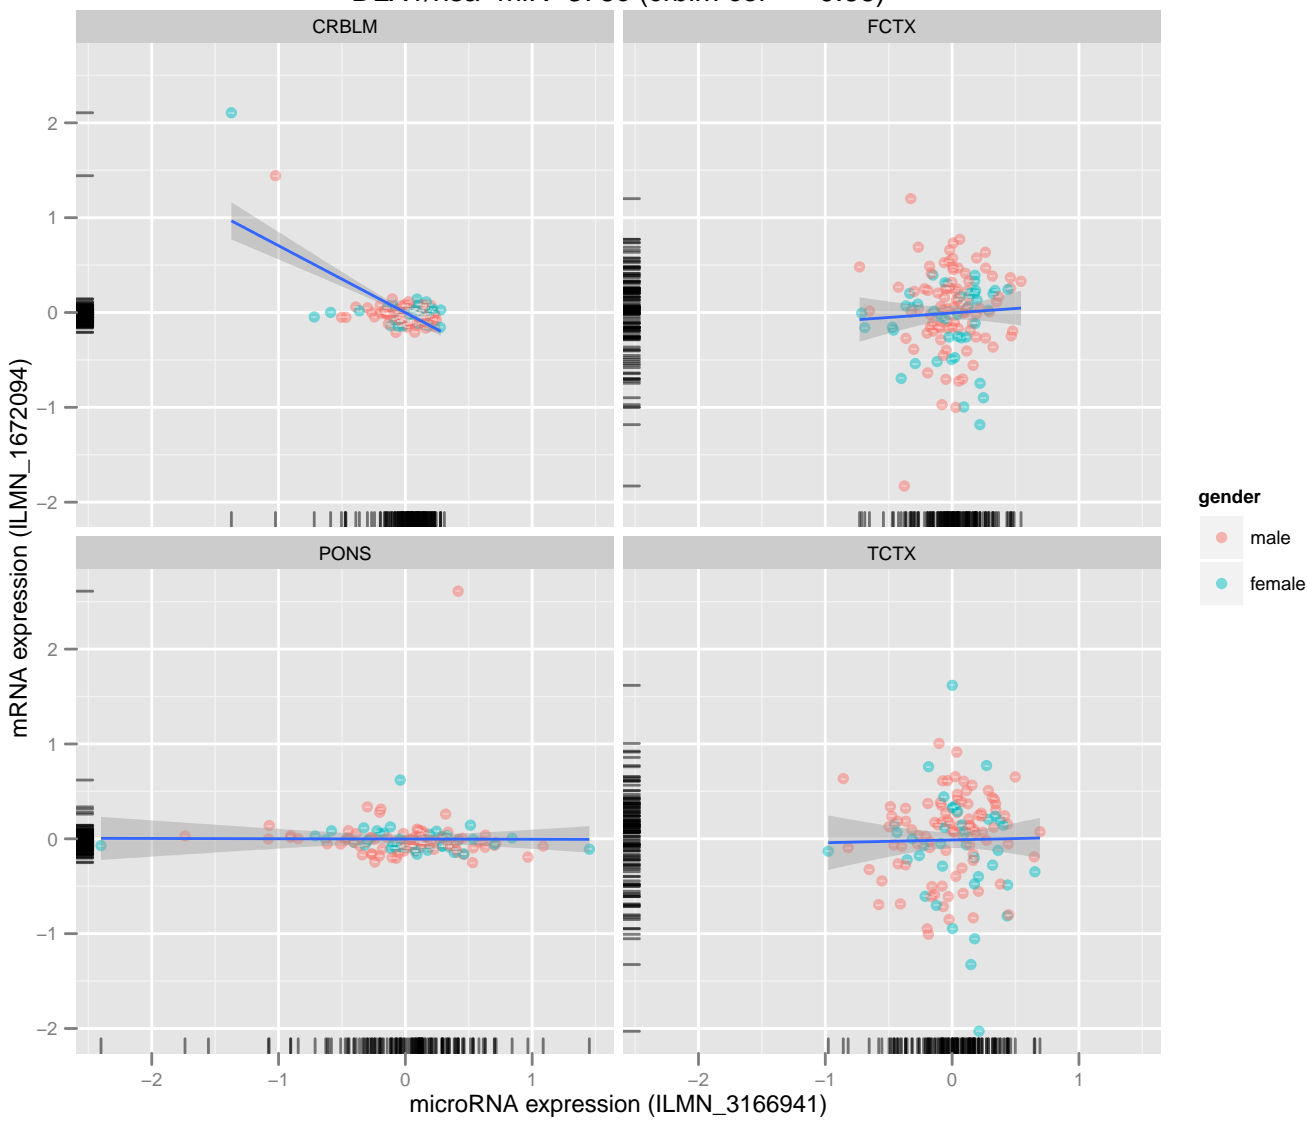 CRBLM
FCTX
2
1
0
−1
−2
PONS
TCTX
2
1
0
−1
−2
−2
−1
0
1
−2
−1
0
1
mRNA expression (ILMN_1672094)
microRNA expression (ILMN_3166941)
gender
male
female